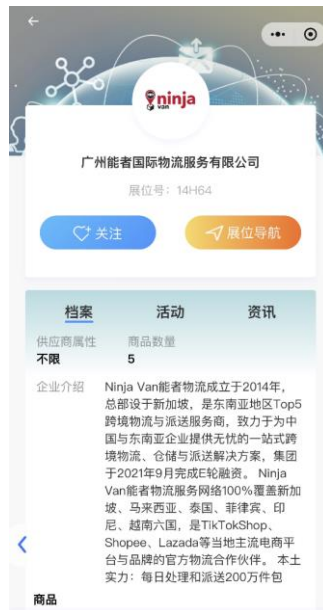 ninja
van
广州能者国际物流服务有限公司
展位号：14H64
关注
展位导航
档案
活动
资讯
供应商属性
商品数量
不限
5
企业介绍
Ninja Van能者物流成立于2014年，
总部设于新加坡，是东南亚地区Top5
跨境物流与派送服务商，致力于为中
国与东南亚企业提供无忧的一站式跨
境物流、仓储与派送解决方案，集团
于2021年9月完成E轮融资。 Ninja
Van能者物流服务网络100%覆盖新加
坡、马来西亚、泰国、菲律宾、印
尼、越南六国，是TikTokShop、
Shopee、Lazada等当地主流电商平
台与品牌的官方物流合作伙伴。 本土
实力：每日处理和派送200万件包
商品